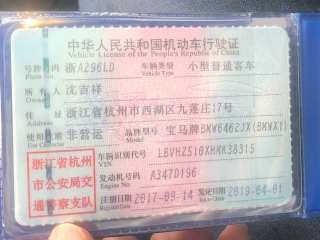 中华人民共和国机动车行驶证
Vehicle License of the People's Republic of China
号牌号码 浙A296LD 车辆类型 小型普通客车
Plate No. Vehicle Type
所有人 沈吉祥
Owner
住址 浙江省杭州市西湖区九莲庄17号
Address
使用性质 非营运 品牌型号 宝马牌BMW6462JX(BMWX1)
Use Character Model
浙江省杭州
市公安局交
通警察支队
车辆识别代号 LBVHZ510XHMK38315
VIN
发动机号码 A347D196
Engine No.
注册日期 2017-09-14 发证日期 2019-04-01
Register Date Issue Date